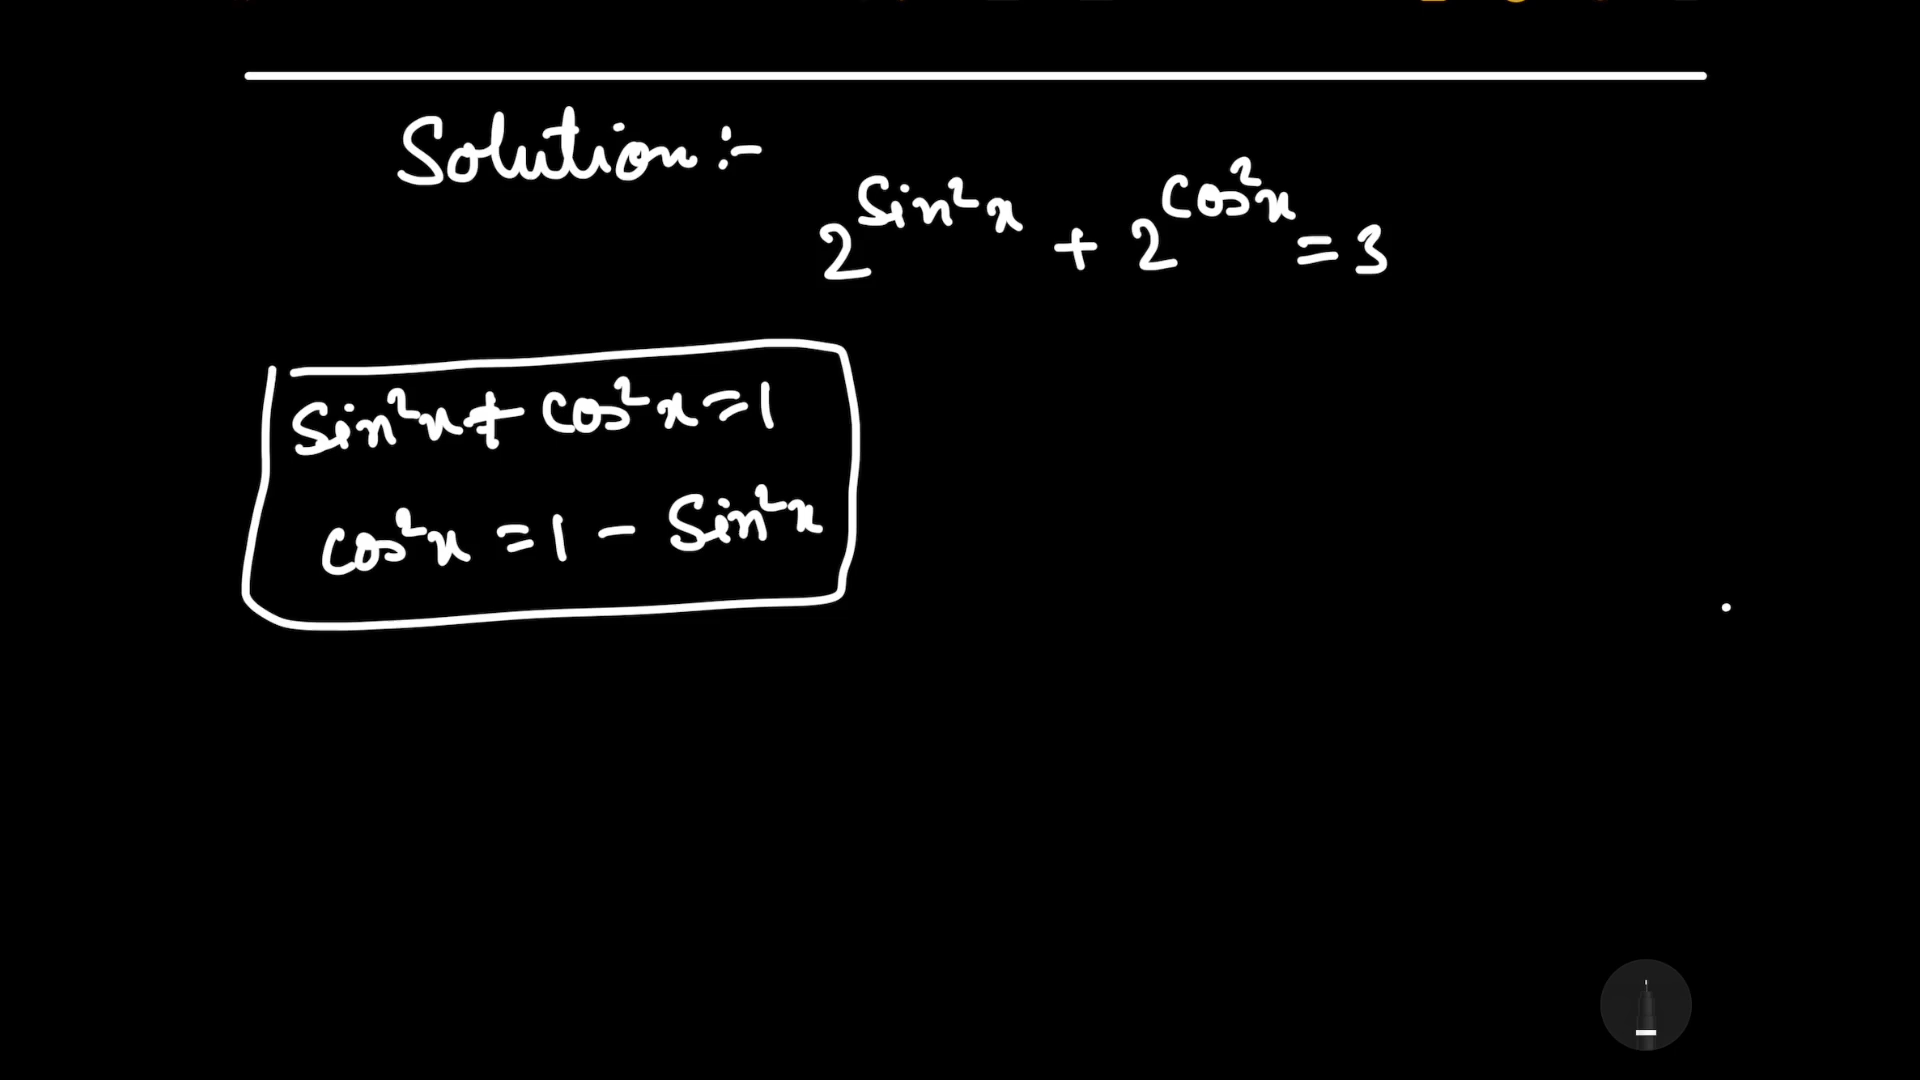 Solution :-
2^Sin²x + 2^Cos²x = 3
Sin²x + Cos²x = 1
Cos²x = 1 - Sin²x